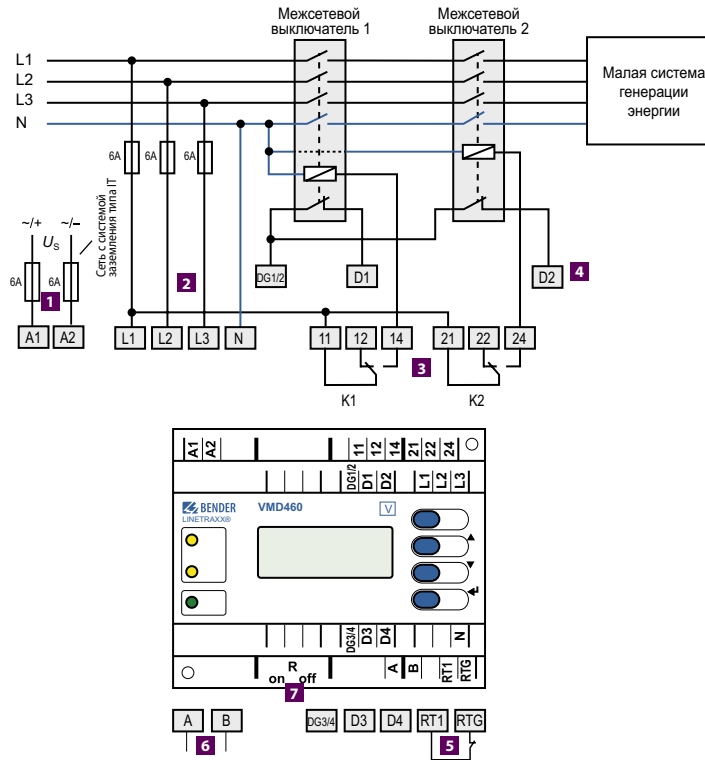 Межсетевой
выключатель 1
Межсетевой
выключатель 2
L1
L2
L3
N
Малая система
генерации
энергии
6A
6A
6A
~/+
~/–
US
Сеть с системой
заземления типа IT
6A
6A
1
2
DG1/2
D1
D2
4
A1
A2
L1
L2
L3
N
11
12
14
21
22
24
3
K1
K2
A1
A2
11
12
14
21
22
24
DG1/2
D1
D2
L1
L2
L3
BENDER
LINETRAXX®
VMD460
V
DG3/4
D3
D4
N
R
on off
A
B
RT1
RTG
7
A
B
6
DG3/4
D3
D4
RT1
RTG
5